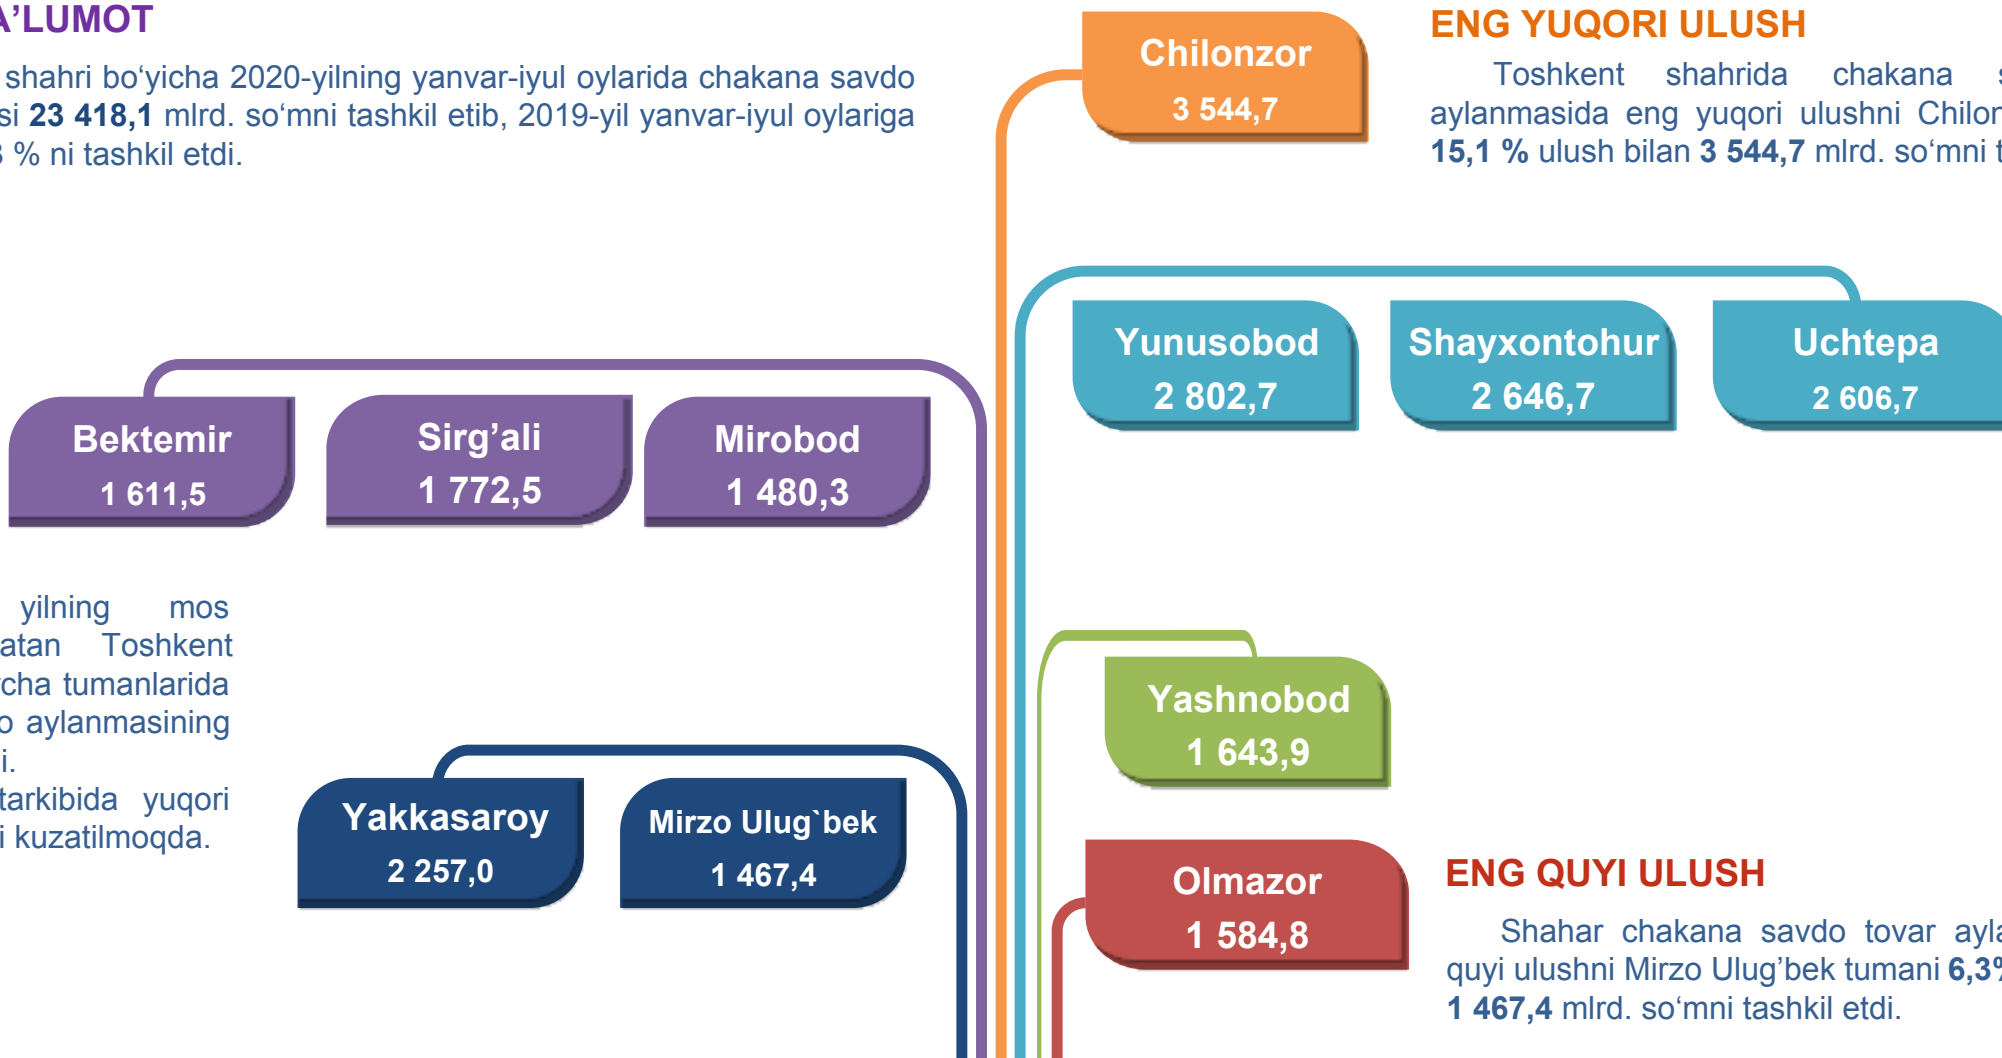 A’LUMOT
shahri bo‘yicha 2020-yilning yanvar-iyul oylarida chakana savdo
si 23 418,1 mlrd. so‘mni tashkil etib, 2019-yil yanvar-iyul oylariga
% ni tashkil etdi.
Chilonzor
3 544,7
ENG YUQORI ULUSH
Toshkent shahrida chakana s
aylanmasida eng yuqori ulushni Chilon
15,1 % ulush bilan 3 544,7 mlrd. so‘mni t
Yunusobod
2 802,7
Shayxontohur
2 646,7
Uchtepa
2 606,7
Bektemir
1 611,5
Sirg’ali
1 772,5
Mirobod
1 480,3
yilning mos
atan Toshkent
rcha tumanlarida
o aylanmasining
i.
tarkibida yuqori
i kuzatilmoqda.
Yashnobod
1 643,9
Yakkasaroy
2 257,0
Mirzo Ulug`bek
1 467,4
Olmazor
1 584,8
ENG QUYI ULUSH
Shahar chakana savdo tovar ayla
quyi ulushni Mirzo Ulug’bek tumani 6,3%
1 467,4 mlrd. so‘mni tashkil etdi.